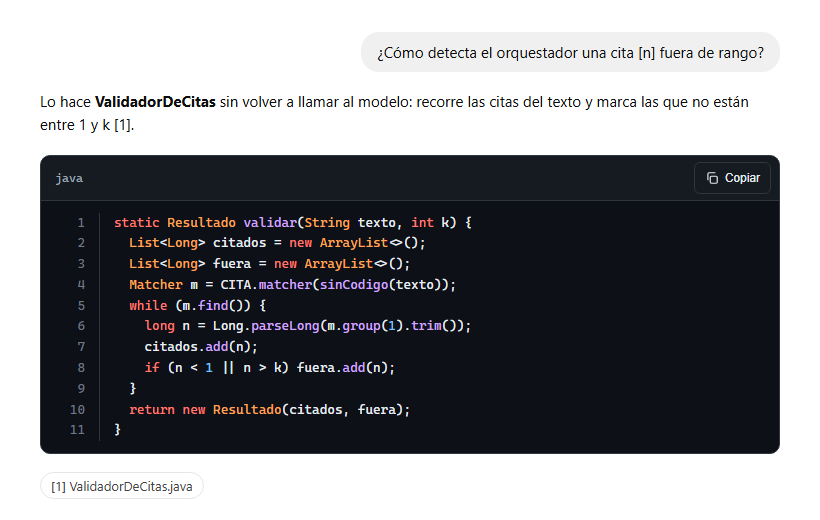 ¿Cómo detecta el orquestador una cita [n] fuera de rango?
Lo hace ValidadorDeCitas sin volver a llamar al modelo: recorre las citas del texto y marca las que no están
entre 1 y k [1].
java
Copiar
1 static Resultado validar(String texto, int k) {
2 List<Long> citados = new ArrayList<>();
3 List<Long> fuera = new ArrayList<>();
4 Matcher m = CITA.matcher(sinCodigo(texto));
5 while (m.find()) {
6 long n = Long.parseLong(m.group(1).trim());
7 citados.add(n);
8 if (n < 1 || n > k) fuera.add(n);
9 }
10 return new Resultado(citados, fuera);
11 }
[1] ValidadorDeCitas.java